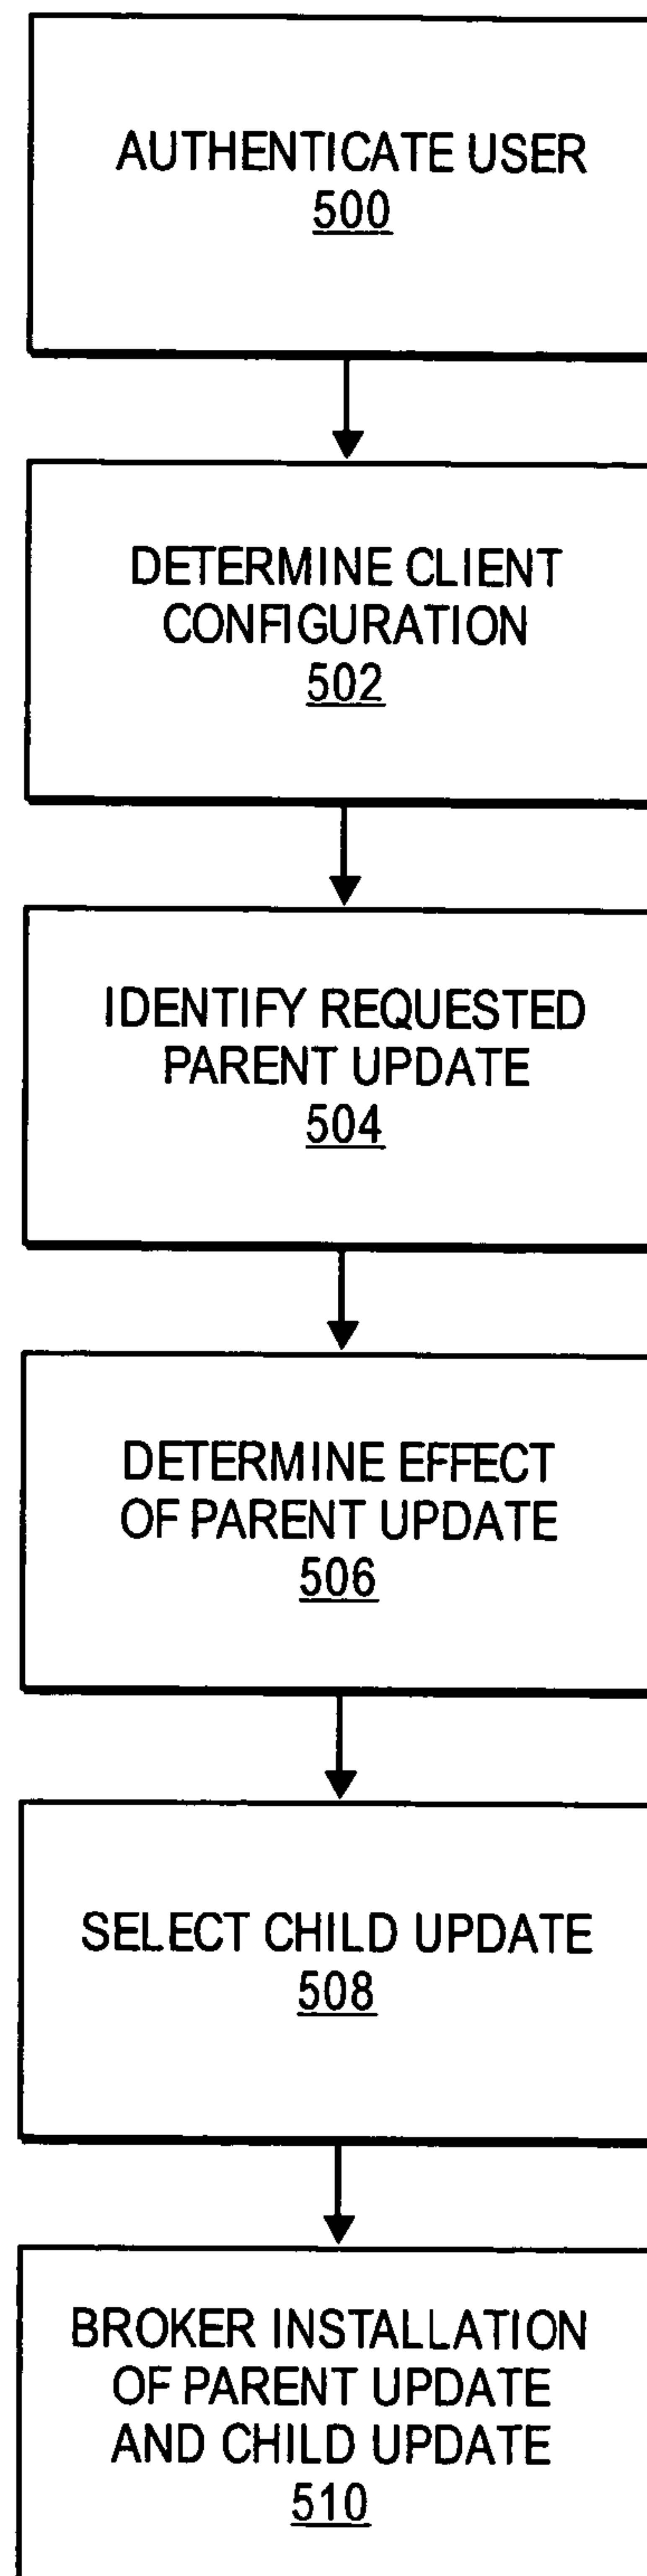 AUTHENTICATE USER
500
DETERMINE CLIENT
CONFIGURATION
502
IDENTIFY REQUESTED
PARENT UPDATE
504
DETERMINE EFFECT
OF PARENT UPDATE
506
SELECT CHILD UPDATE
508
BROKER INSTALLATION
OF PARENT UPDATE
AND CHILD UPDATE
510